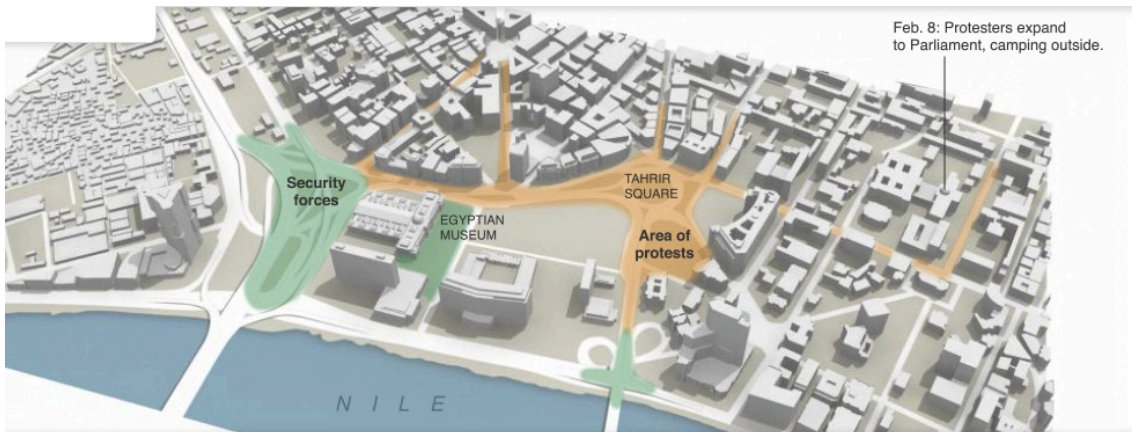 Feb. 8: Protesters expand
to Parliament, camping outside.
Security
forces
TAHRIR
SQUARE
EGYPTIAN
MUSEUM
Area of
protests
NILE